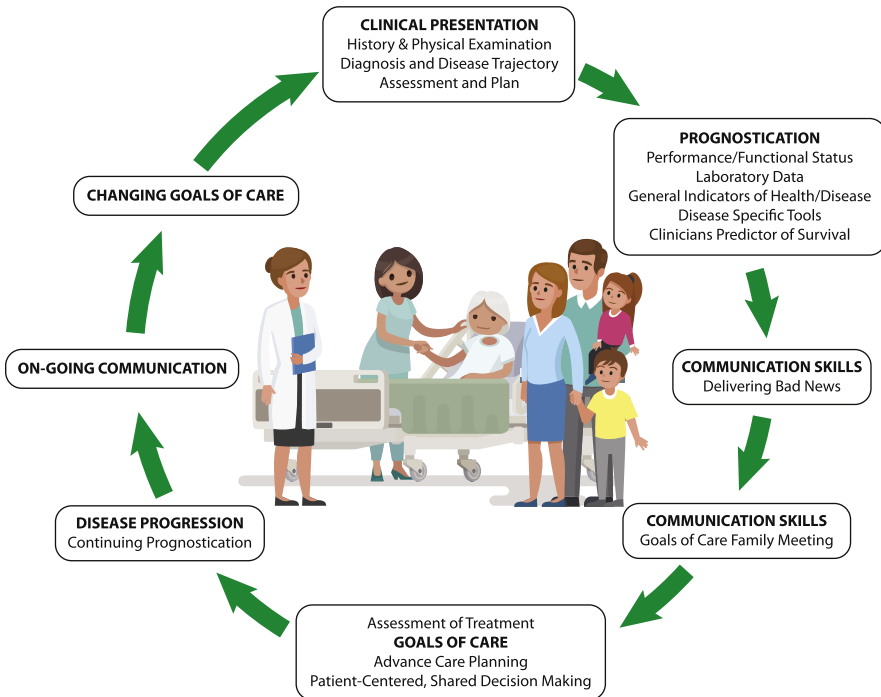 CLINICAL PRESENTATION
History & Physical Examination
Diagnosis and Disease Trajectory
Assessment and Plan
PROGNOSTICATION
Performance/Functional Status
Laboratory Data
General Indicators of Health/Disease
Disease Specific Tools
Clinicians Predictor of Survival
COMMUNICATION SKILLS
Delivering Bad News
COMMUNICATION SKILLS
Goals of Care Family Meeting
Assessment of Treatment
GOALS OF CARE
Advance Care Planning
Patient-Centered, Shared Decision Making
DISEASE PROGRESSION
Continuing Prognostication
ON-GOING COMMUNICATION
CHANGING GOALS OF CARE